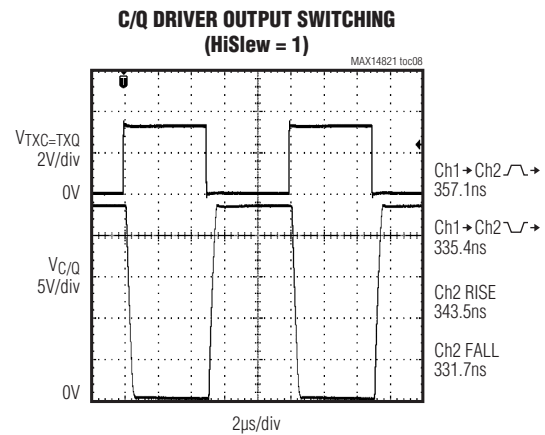 C/Q DRIVER OUTPUT SWITCHING
(HiSlew = 1)
MAX14821 toc08
T
VTXC=TXQ
2V/div
0V
VC/Q
5V/div
0V
Ch1→Ch2
357.1ns
Ch1→Ch2
335.4ns
Ch2 RISE
343.5ns
Ch2 FALL
331.7ns
2µs/div